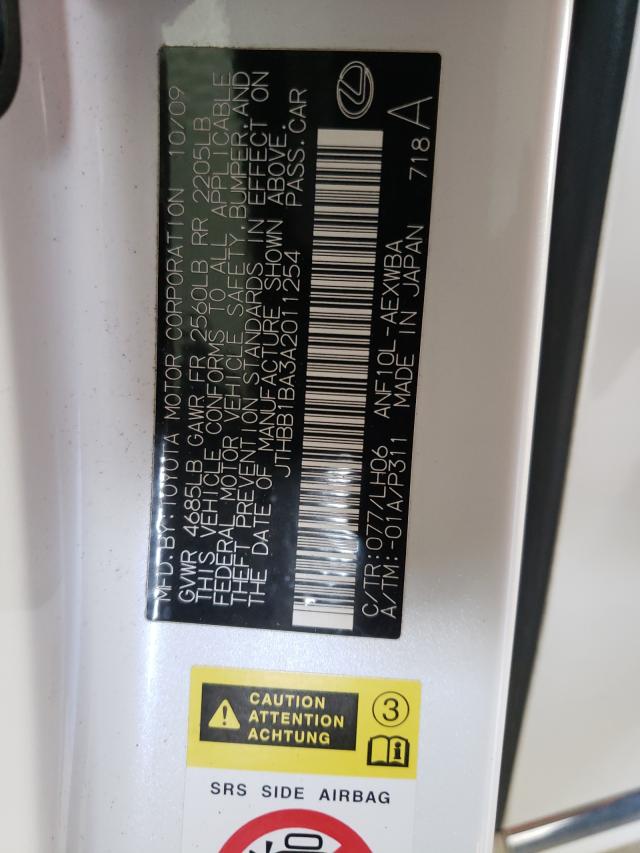 MFD.BY:TOYOTA MOTOR CORPORATION 10/09
GVWR 4685LB GAWR FR 2560LB RR 2205LB
THIS VEHICLE CONFORMS TO ALL APPLICABLE
FEDERAL MOTOR VEHICLE SAFETY,BUMPER,AND
THEFT PREVENTION STANDARDS IN EFFECT ON
THE DATE OF MANUFACTURE SHOWN ABOVE.
JTHBB1BA3A2011254 PASS.CAR
C/TR:077/LH06 ANF10L-AEXWBA 718 A
A/TM:-01A/P311 MADE IN JAPAN
CAUTION
ATTENTION
ACHTUNG
3
SRS SIDE AIRBAG